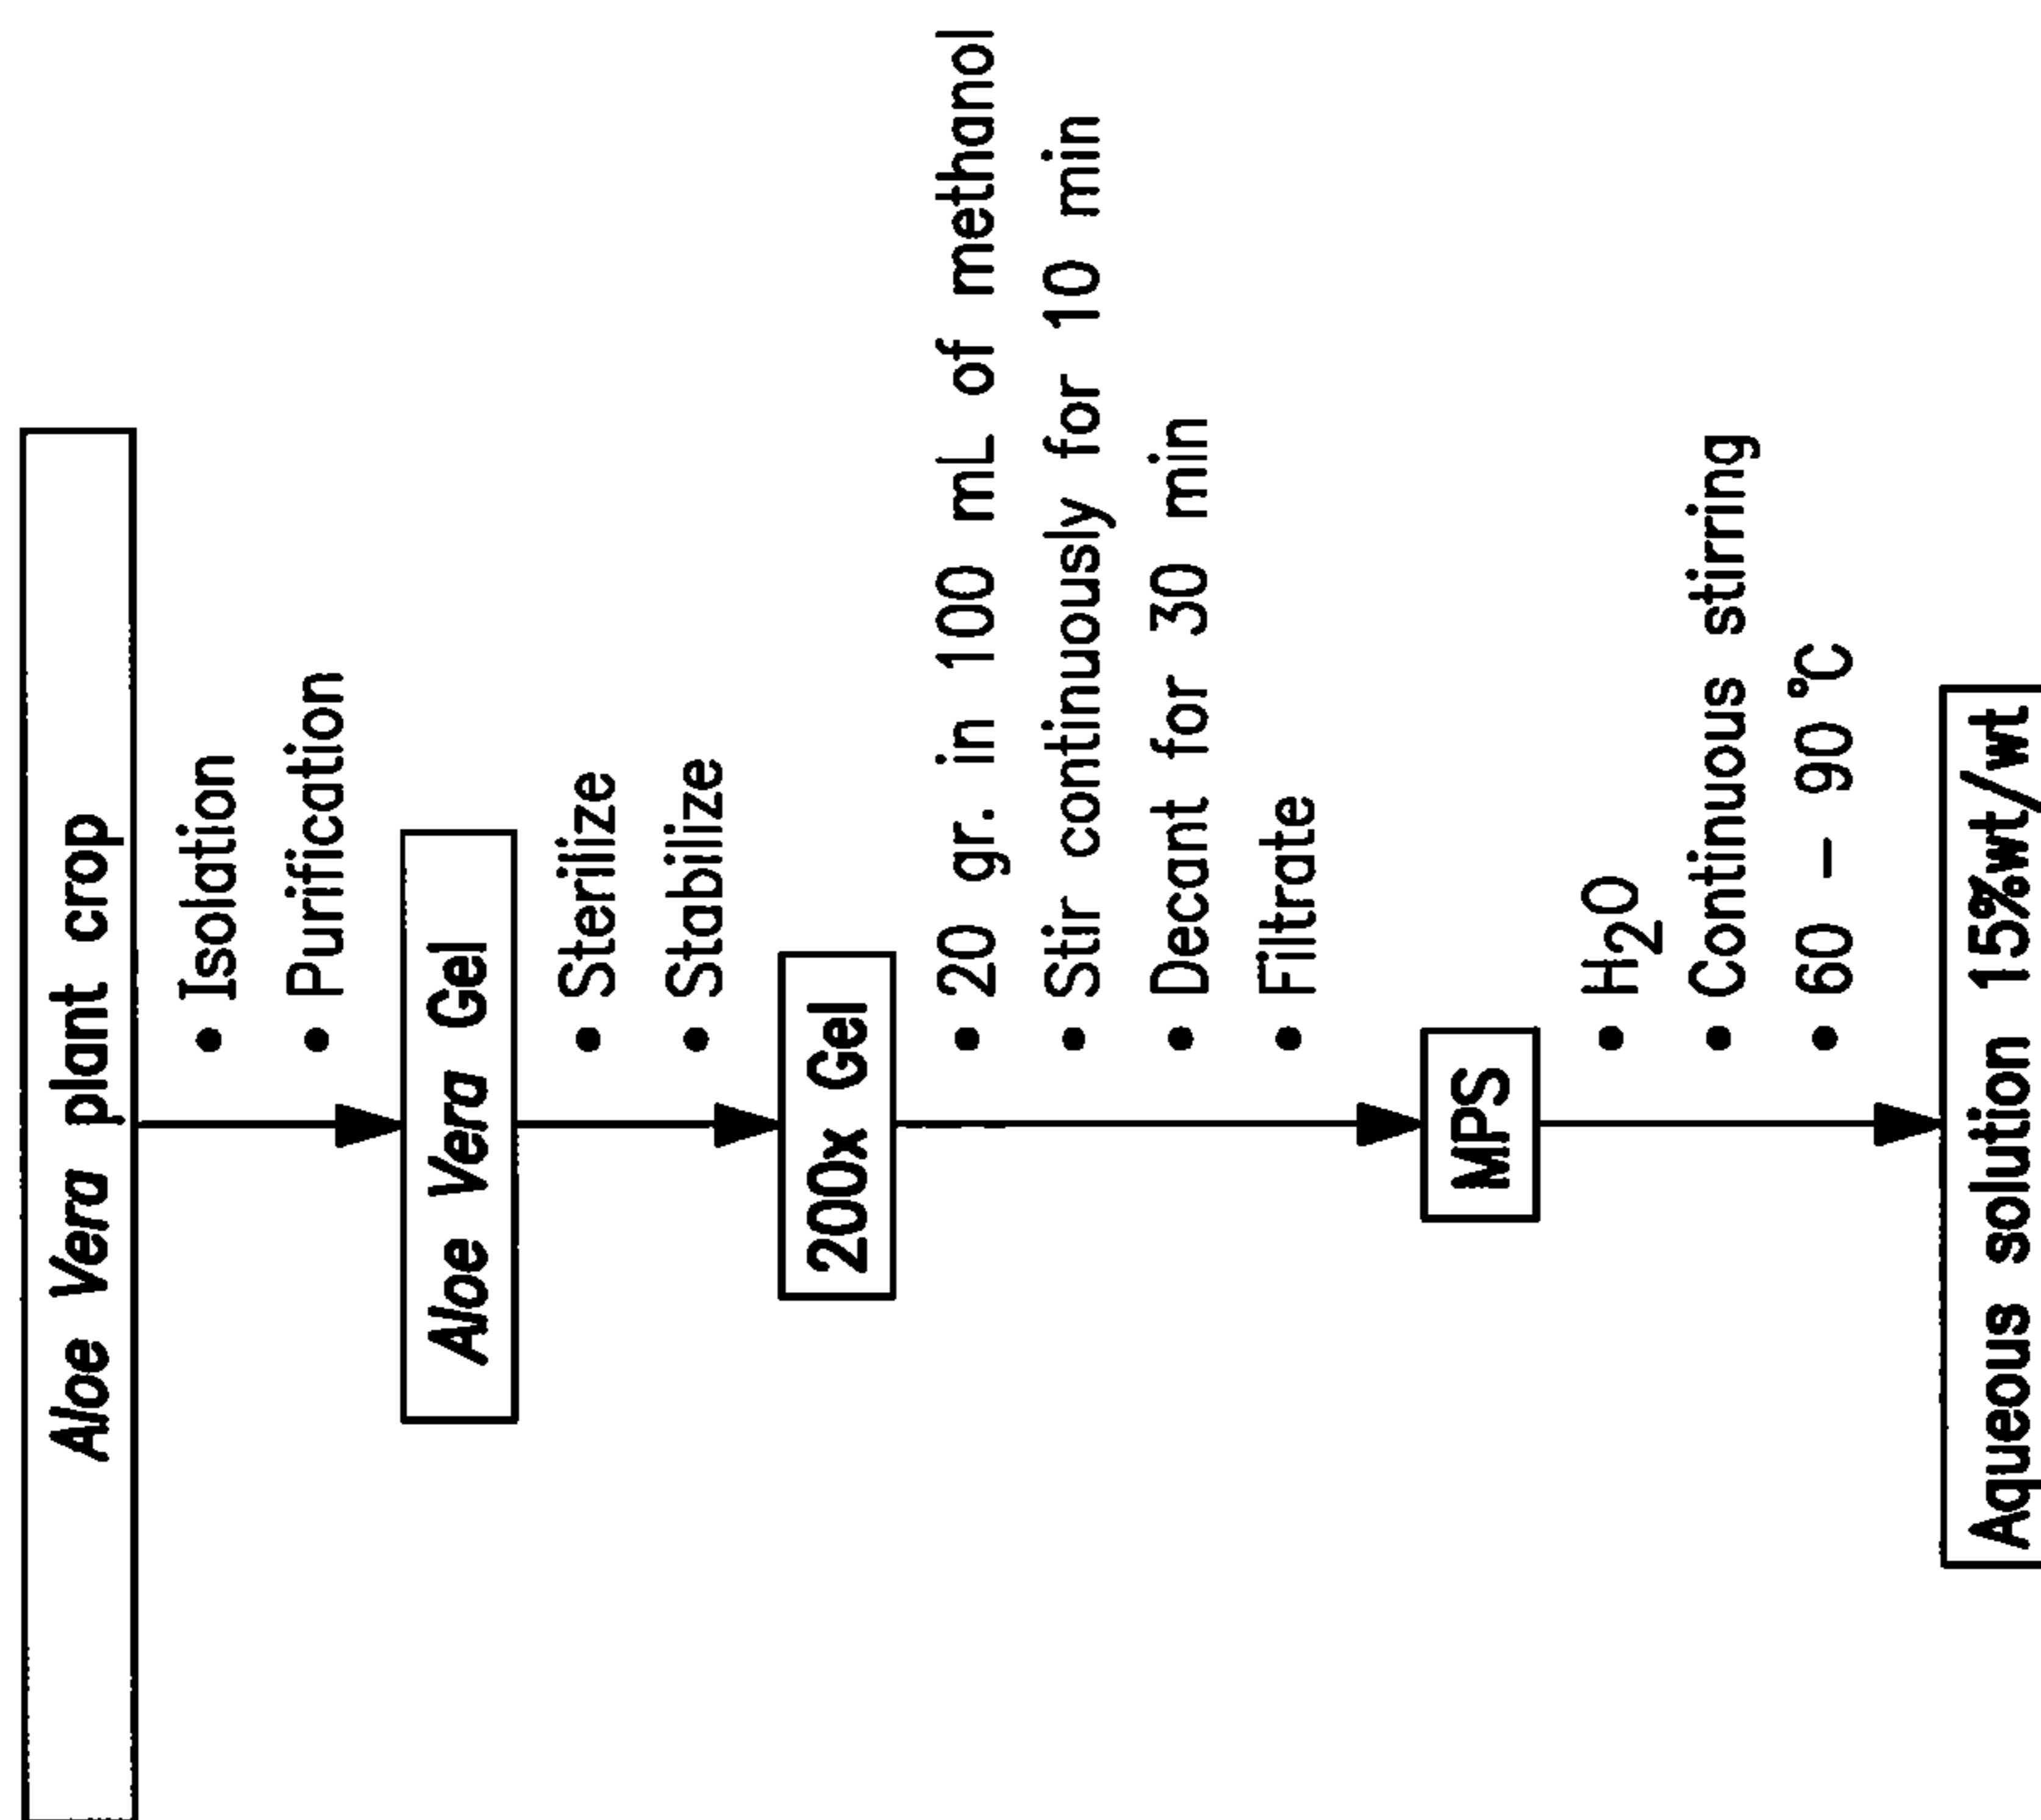 Aloe Vera plant crop
• Isolation
• Purification
Aloe Vera Gel
• Sterilize
• Stabilize
200x Gel
• 20 gr. in 100 mL of methanol
• Stir continuously for 10 min
• Decant for 30 min
• Filtrate
MPS
• H₂O
• Continuous stirring
• 60 – 90°C
Aqueous solution 15%wt/wt